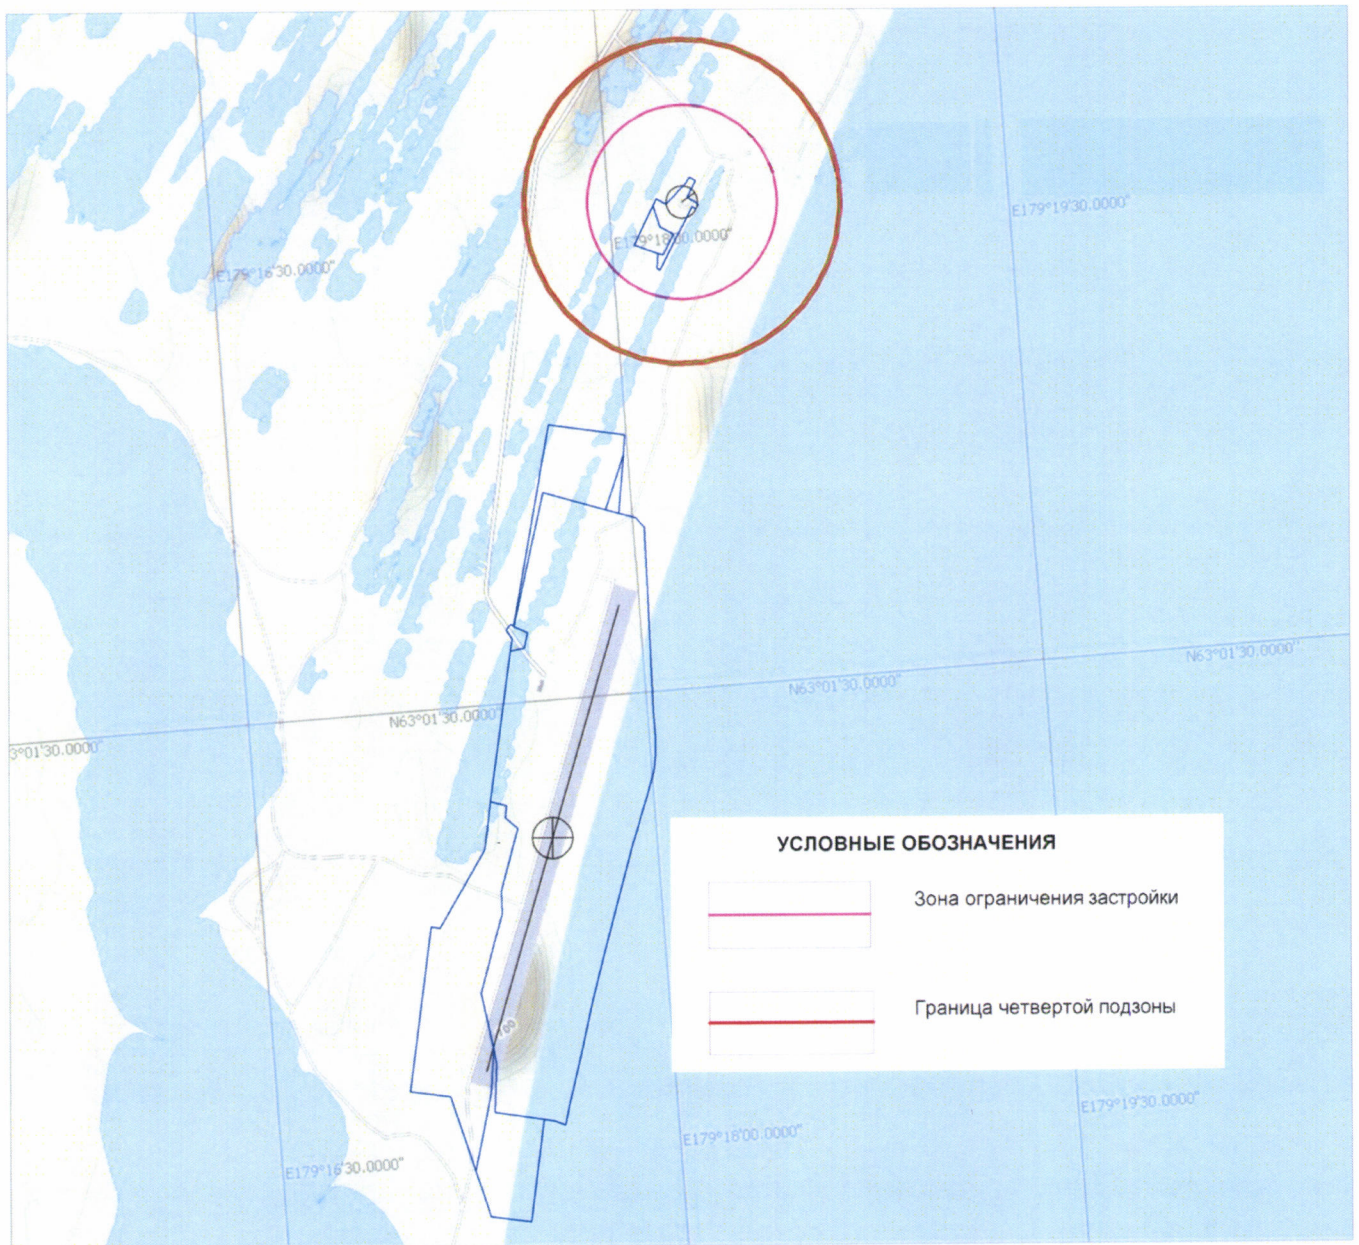 E179°19'30.0000"
E179°18'00.0000"
E179°16'30.0000"
N63°01'30.0000"
N63°01'30.0000"
N63°01'30.0000"
3°01'30.0000"
УСЛОВНЫЕ ОБОЗНАЧЕНИЯ
Зона ограничения застройки
Граница четвертой подзоны
100
E179°19'30.0000"
E179°18'00.0000"
E179°16'30.0000"